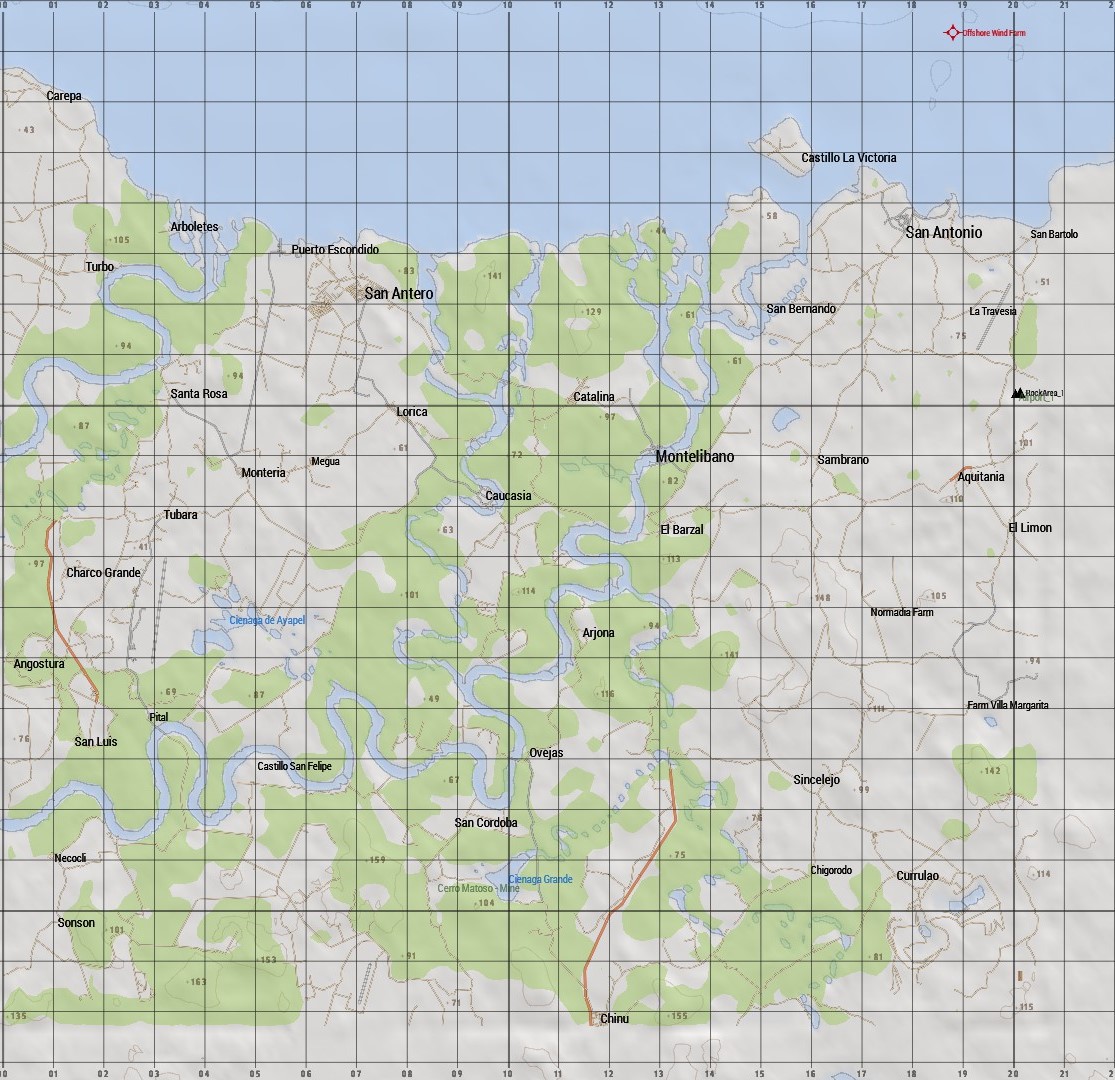 0 01 02 03 04 05 06 07 08 09 10 11 12 13 14 15 16 17 18 19 20 21 2
Offshore Wind Farm
Carepa
43
Castillo La Victoria
58
Arboletes
44
San Antonio
San Bartolo
105
Puerto Escondido
Turbo
83
141
51
San Antero
San Bernando
La Travesia
129
61
75
94
61
94
Santa Rosa
Catalina
RockArea_1
Lorica
97
87
101
61
72
Montelibano
Megua
Sambrano
Monteria
Aquitania
82
Caucasia
110
Tubara
63
El Barzal
El Limon
41
97
113
Charco Grande
114
101
148
105
Normadia Farm
Cienaga de Ayapel
Arjona
94
Angostura
141
94
69
87
49
116
Farm Villa Margarita
111
Pital
76
San Luis
Ovejas
Castillo San Felipe
142
67
Sincelejo
99
San Cordoba
76
Necocli
159
75
Chigorodo
Currulao
114
Cienaga Grande
Cerro Matoso - Mine
104
Sonson
101
153
91
81
163
71
115
135
Chinu
155
0 01 02 03 04 05 06 07 08 09 10 11 12 13 14 15 16 17 18 19 20 21 2